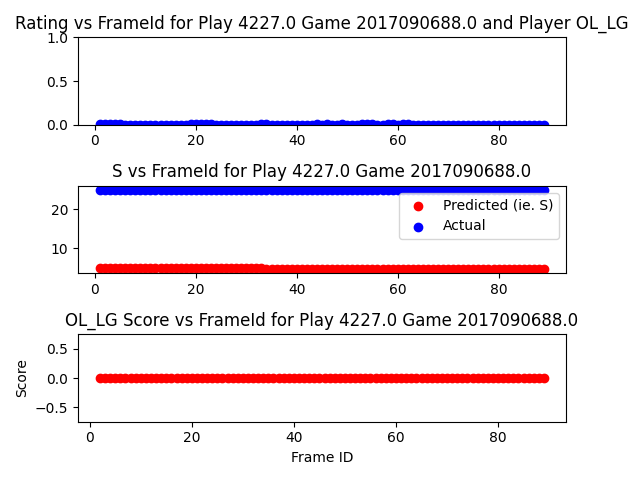 Rating vs FrameId for Play 4227.0 Game 2017090688.0 and Player OL_LG
1.0
0.5
0.0
0 20 40 60 80
S vs FrameId for Play 4227.0 Game 2017090688.0
20
10
Predicted (ie. S)
Actual
0 20 40 60 80
OL_LG Score vs FrameId for Play 4227.0 Game 2017090688.0
Score
0.5
0.0
−0.5
0 20 40 60 80
Frame ID